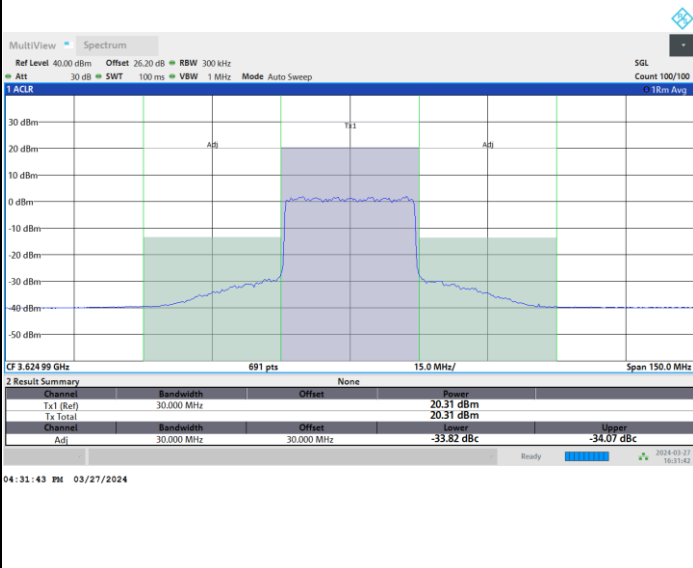 MultiView Spectrum
Ref Level 40.00 dBm Offset 26.20 dB RBW 300 kHz SGL
Att 30 dB SWT 100 ms VBW 1 MHz Mode Auto Sweep Count 100/100
1 ACLR 1Rm Avg
30 dBm
Tx1
20 dBm Adj Adj
10 dBm
0 dBm
-10 dBm
-20 dBm
-30 dBm
-40 dBm
-50 dBm
CF 3.624 99 GHz 691 pts 15.0 MHz/ Span 150.0 MHz
2 Result Summary None
Channel Bandwidth Offset Power
Tx1 (Ref) 30.000 MHz 20.31 dBm
Tx Total 20.31 dBm
Channel Bandwidth Offset Lower Upper
Adj 30.000 MHz 30.000 MHz -33.82 dBc -34.07 dBc
Ready 2024-03-27
16:31:42
04:31:43 PM 03/27/2024